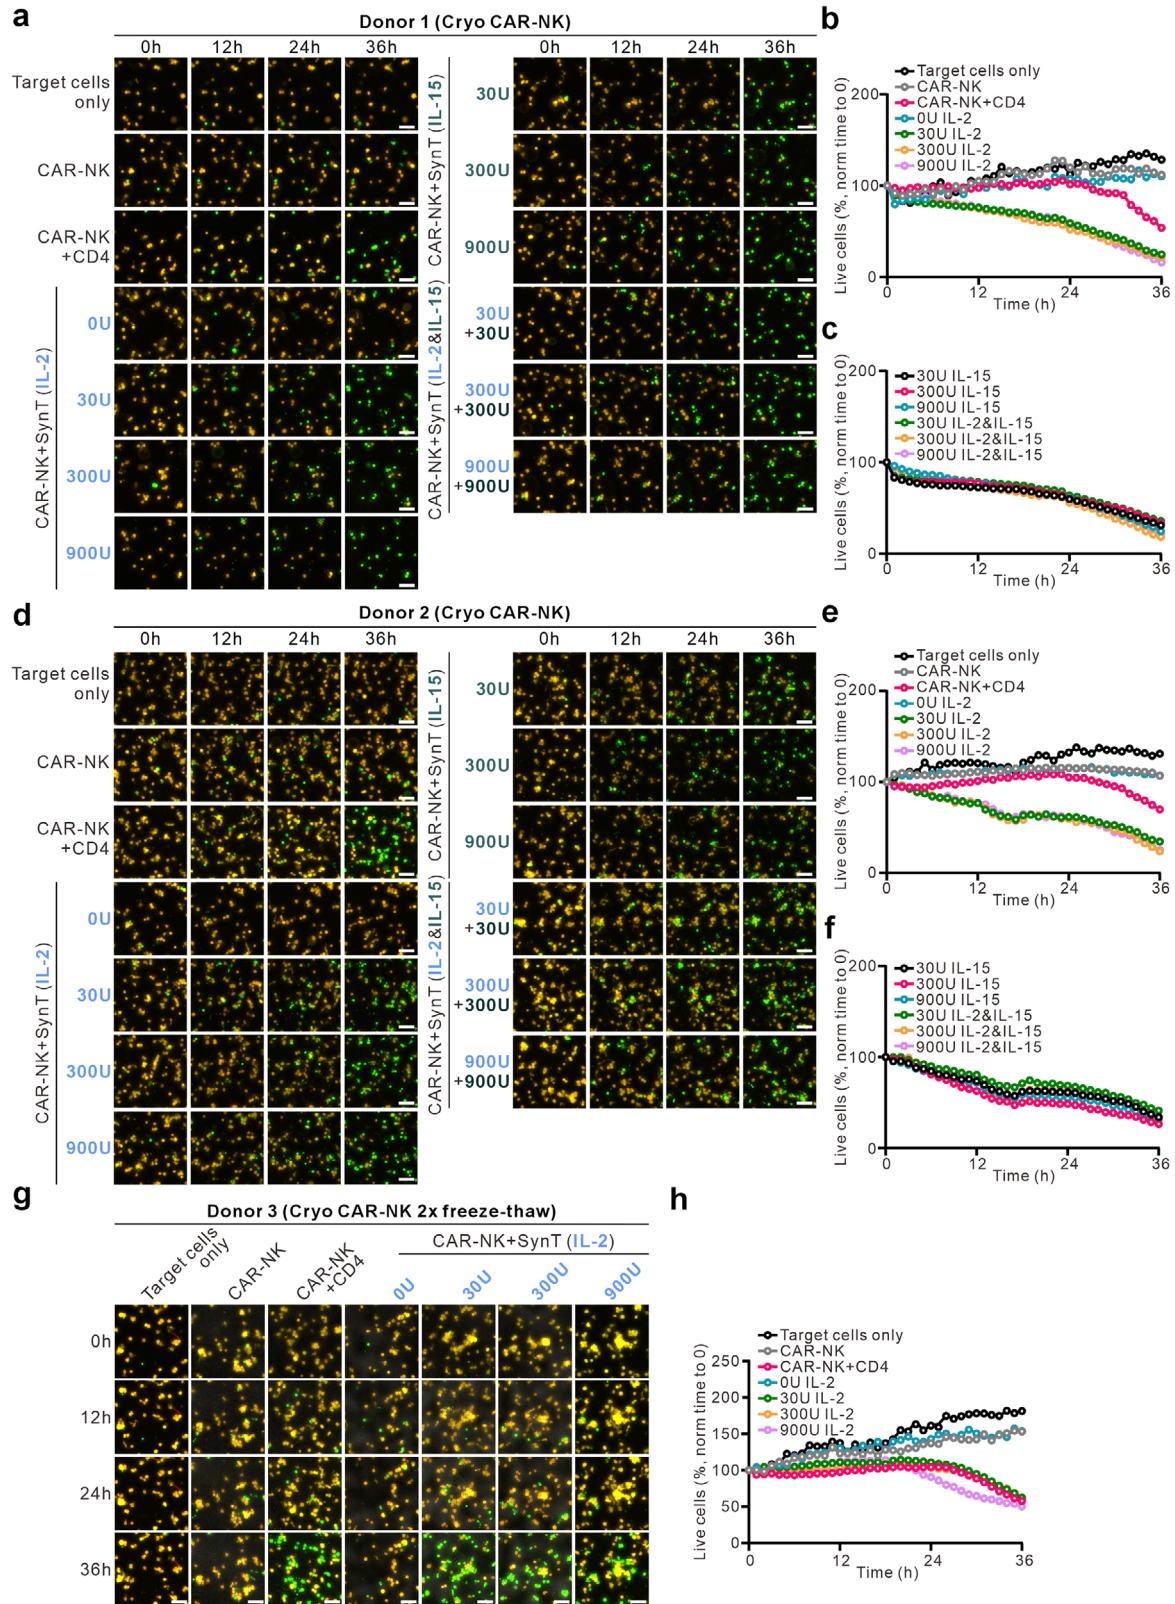 a
Donor 1 (Cryo CAR-NK)
0h 12h 24h 36h
Target cells
only
CAR-NK
CAR-NK
+CD4
CAR-NK+SynT (IL-2)
0U
30U
300U
900U
0h 12h 24h 36h
CAR-NK+SynT (IL-15)
30U
300U
900U
CAR-NK+SynT (IL-2&IL-15)
30U
+30U
300U
+300U
900U
+900U
b
Target cells only
CAR-NK
CAR-NK+CD4
0U IL-2
30U IL-2
300U IL-2
900U IL-2
Live cells (%, norm time to 0)
200
100
0
0 12 24 36
Time (h)
c
30U IL-15
300U IL-15
900U IL-15
30U IL-2&IL-15
300U IL-2&IL-15
900U IL-2&IL-15
Live cells (%, norm time to 0)
200
100
0
0 12 24 36
Time (h)
d
Donor 2 (Cryo CAR-NK)
0h 12h 24h 36h
Target cells
only
CAR-NK
CAR-NK
+CD4
CAR-NK+SynT (IL-2)
0U
30U
300U
900U
0h 12h 24h 36h
CAR-NK+SynT (IL-15)
30U
300U
900U
CAR-NK+SynT (IL-2&IL-15)
30U
+30U
300U
+300U
900U
+900U
e
Target cells only
CAR-NK
CAR-NK+CD4
0U IL-2
30U IL-2
300U IL-2
900U IL-2
Live cells (%, norm time to 0)
200
100
0
0 12 24 36
Time (h)
f
30U IL-15
300U IL-15
900U IL-15
30U IL-2&IL-15
300U IL-2&IL-15
900U IL-2&IL-15
Live cells (%, norm time to 0)
200
100
0
0 12 24 36
Time (h)
g
Donor 3 (Cryo CAR-NK 2x freeze-thaw)
Target cells
only
CAR-NK
CAR-NK
+CD4
CAR-NK+SynT (IL-2)
0U 30U 300U 900U
0h
12h
24h
36h
h
Target cells only
CAR-NK
CAR-NK+CD4
0U IL-2
30U IL-2
300U IL-2
900U IL-2
Live cells (%, norm time to 0)
250
200
150
100
50
0
0 12 24 36
Time (h)